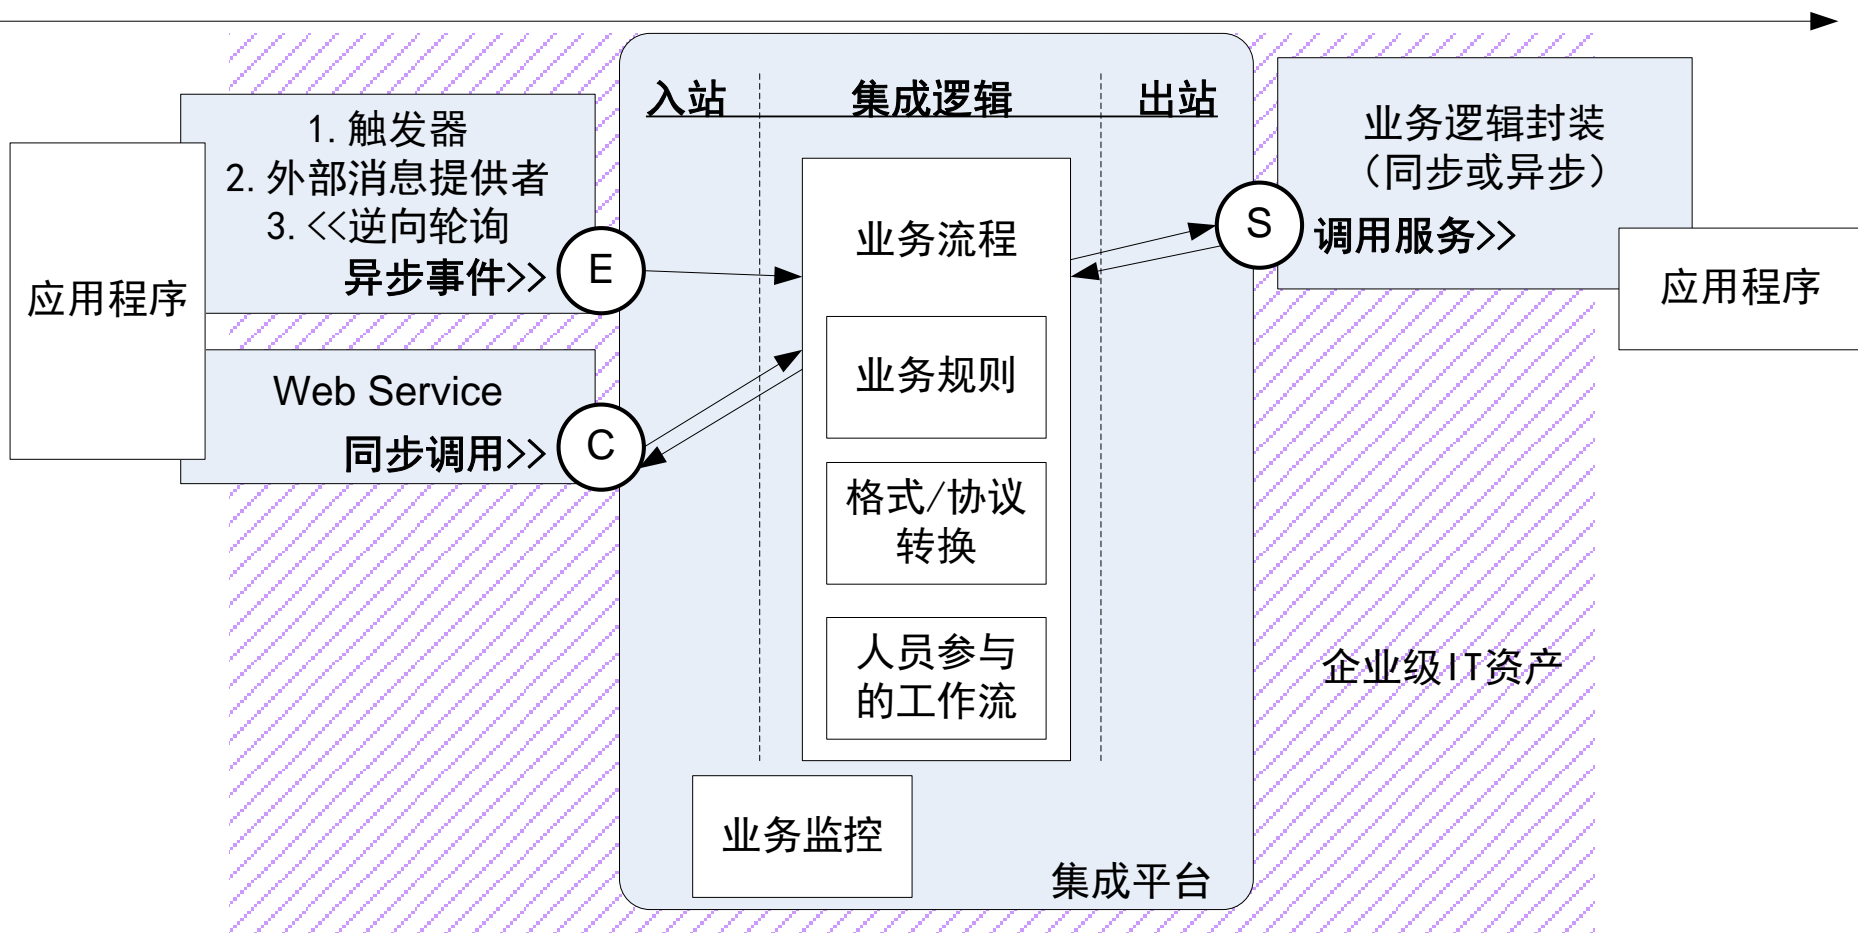 入站
集成逻辑
出站
1.触发器
2.外部消息提供者
3.<<逆向轮询
异步事件>>
E
应用程序
Web Service
同步调用>>
C
业务流程
业务规则
格式/协议
转换
人员参与
的工作流
业务监控
集成平台
业务逻辑封装
（同步或异步）
S
调用服务>>
应用程序
企业级IT资产